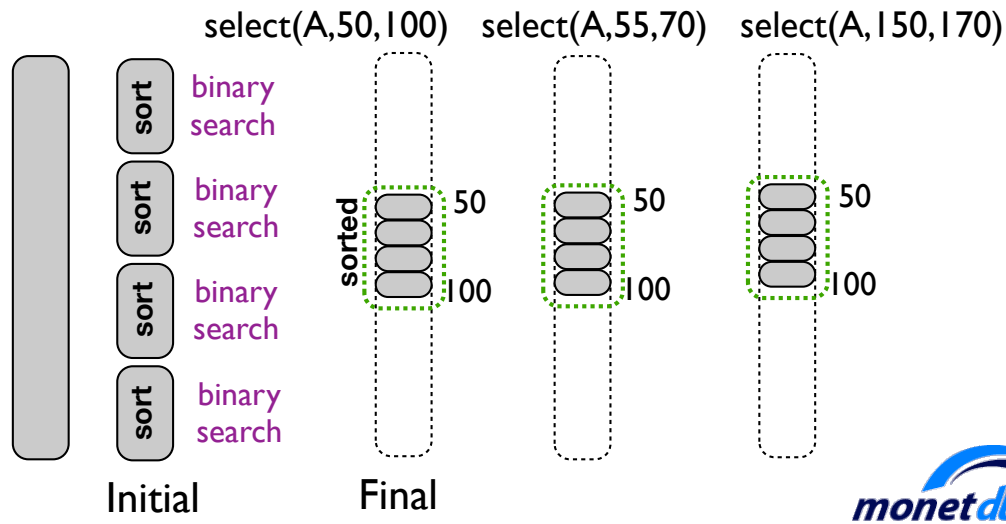 select(A,50,100) select(A,55,70) select(A,150,170)
sort
binary
search
sort
binary
search
sort
binary
search
sort
binary
search
sorted
50
100
50
100
50
100
Initial
Final